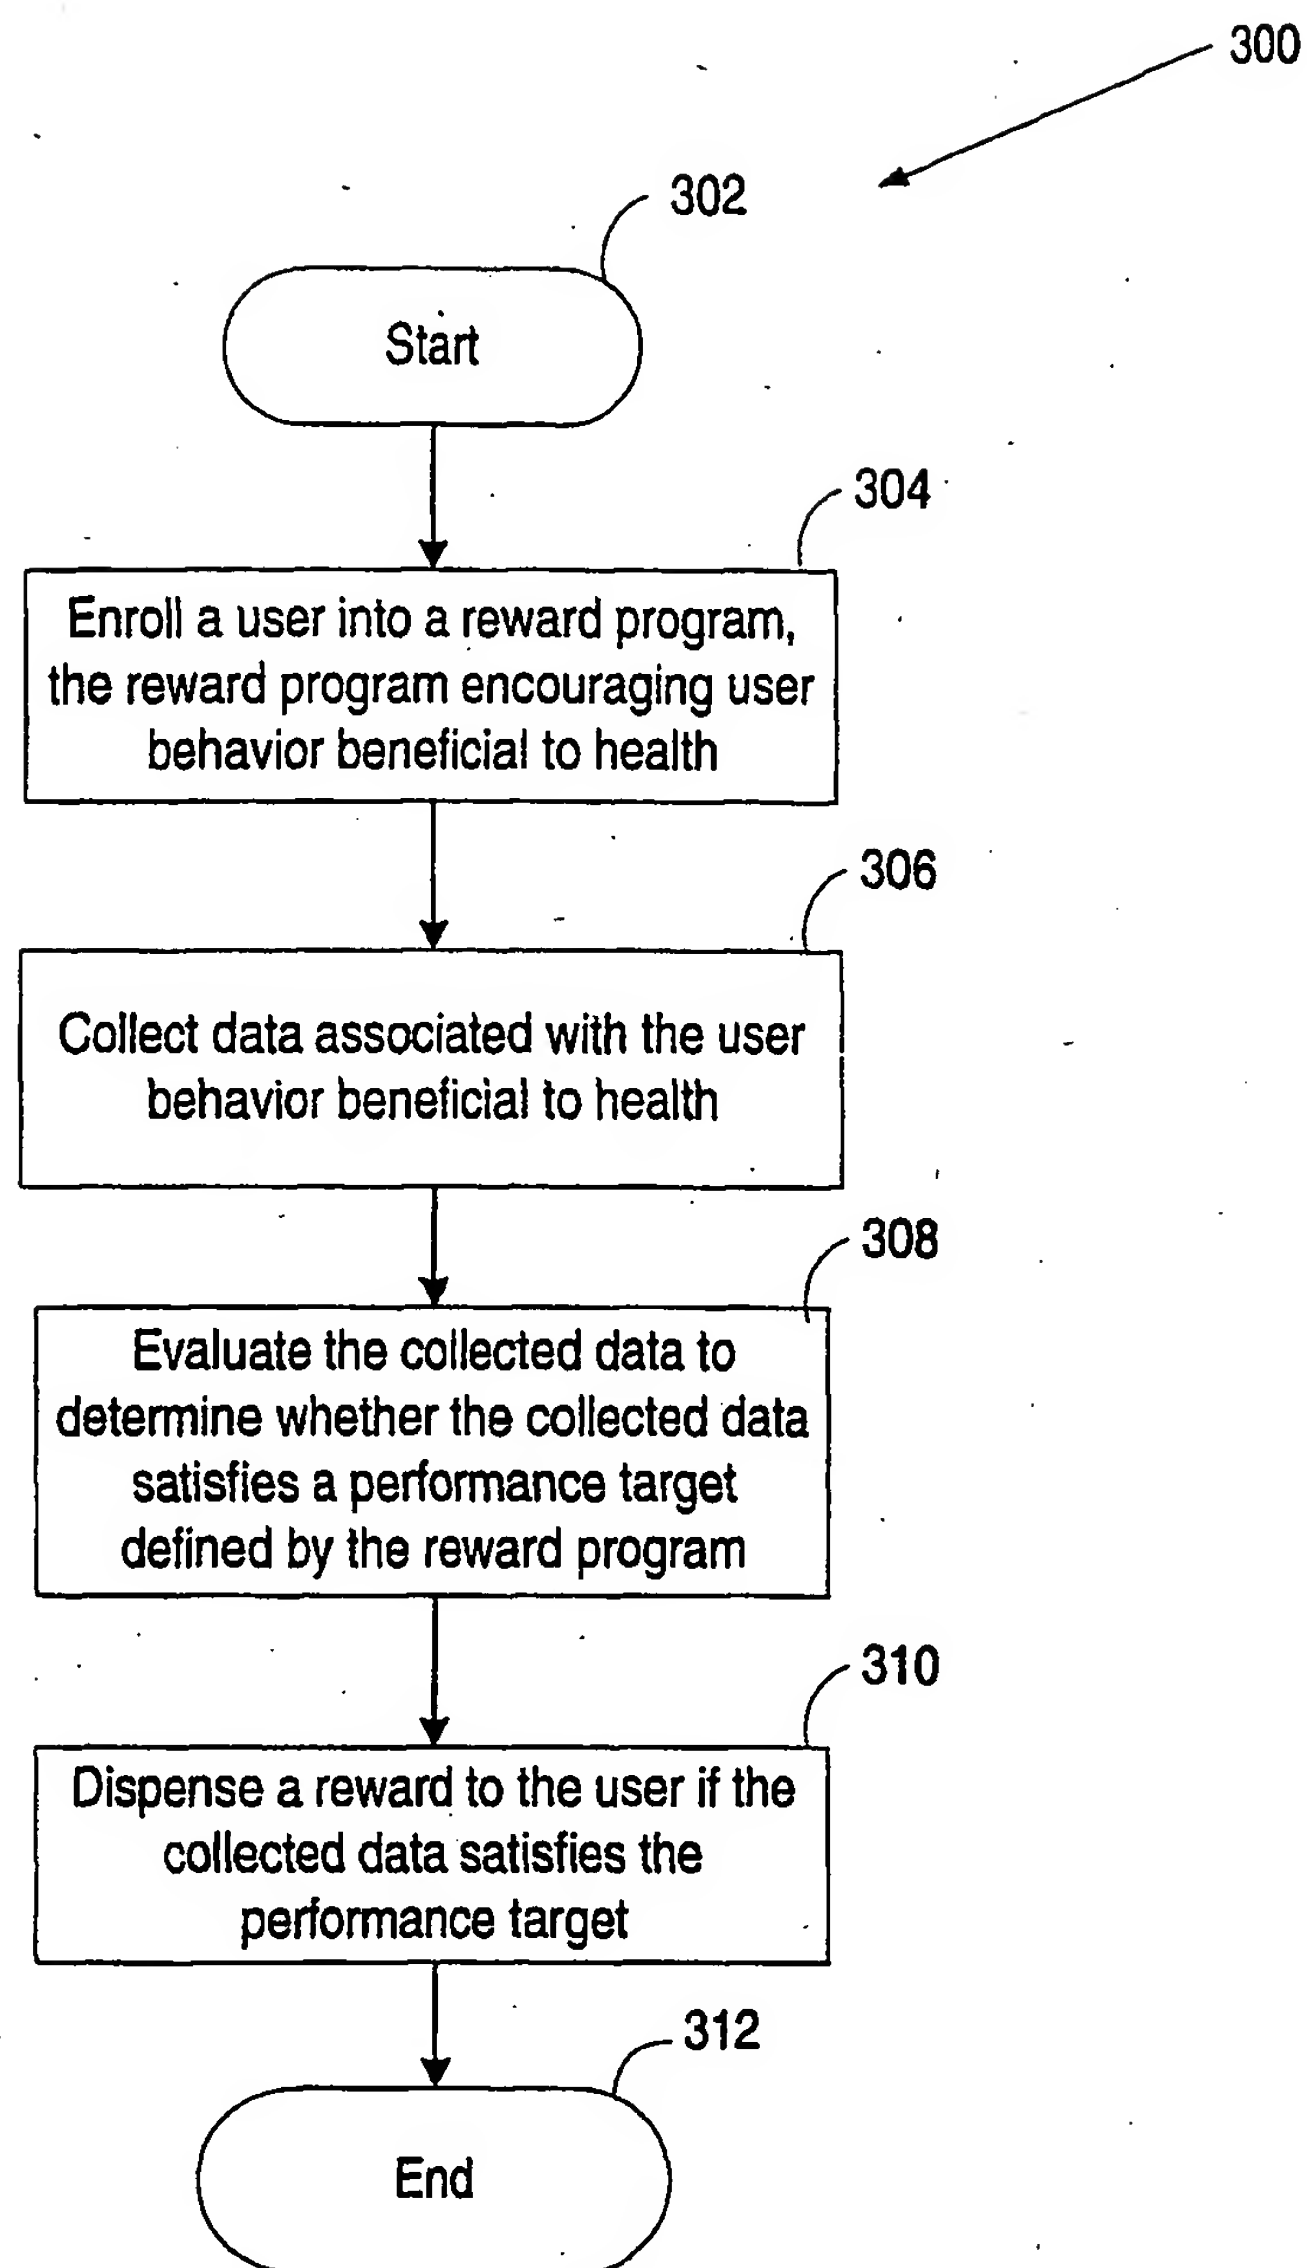 300
302
Start
304
Enroll a user into a reward program,
the reward program encouraging user
behavior beneficial to health
306
Collect data associated with the user
behavior beneficial to health
308
Evaluate the collected data to
determine whether the collected data
satisfies a performance target
defined by the reward program
310
Dispense a reward to the user if the
collected data satisfies the
performance target
312
End